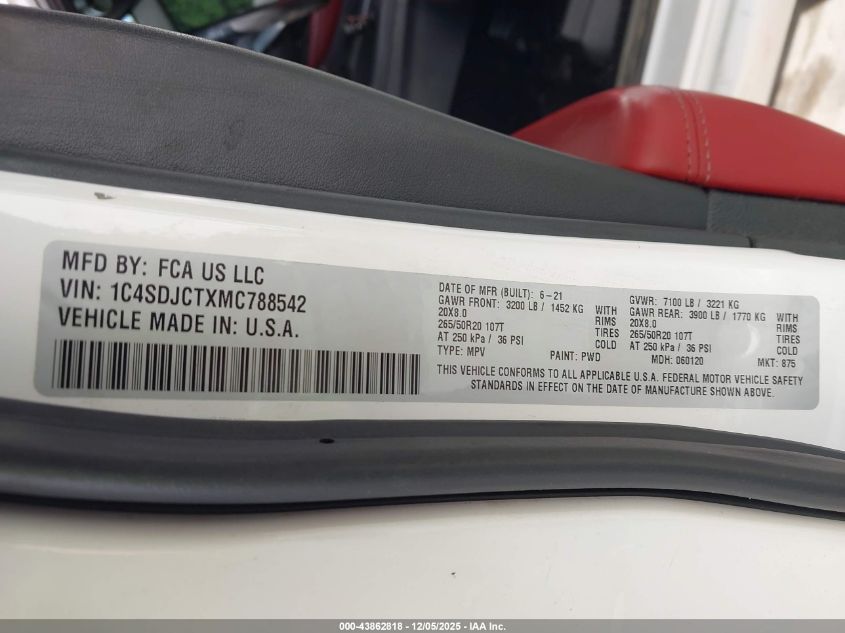 MFD BY: FCA US LLC
VIN: 1C4SDJCTXMC788542
VEHICLE MADE IN: U.S.A.
DATE OF MFR (BUILT): 6-21
GAWR FRONT: 3200 LB / 1452 KG WITH
20X8.0 RIMS
265/50R20 107T TIRES
AT 250 kPa / 36 PSI COLD
TYPE: MPV PAINT: PWD
GVWR: 7100 LB / 3221 KG
GAWR REAR: 3900 LB / 1770 KG WITH
20X8.0 RIMS
265/50R20 107T TIRES
AT 250 kPa / 36 PSI COLD
MDH: 060120 MKT: 875
THIS VEHICLE CONFORMS TO ALL APPLICABLE U.S.A. FEDERAL MOTOR VEHICLE SAFETY
STANDARDS IN EFFECT ON THE DATE OF MANUFACTURE SHOWN ABOVE.
000-43862818 - 12/05/2025 - IAA Inc.